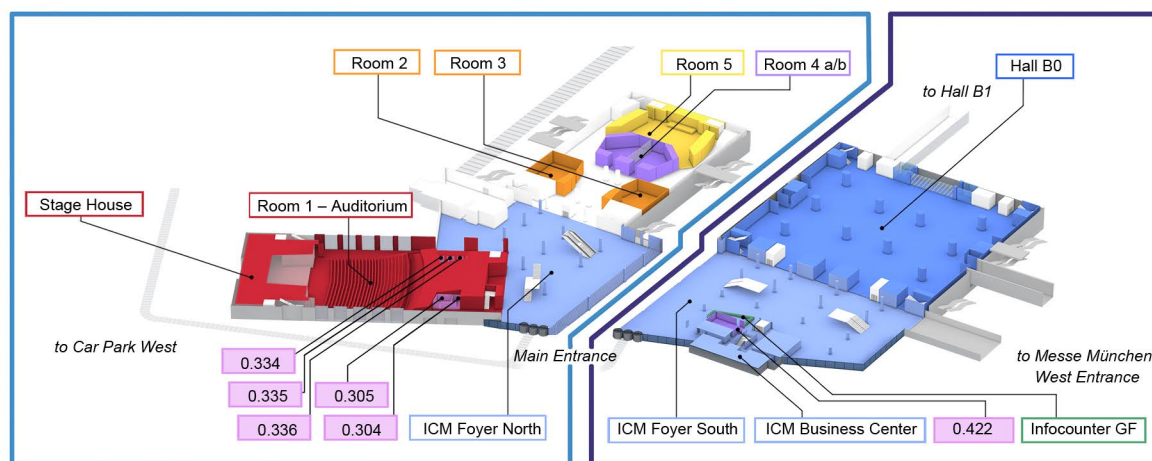 Room 2
Room 3
Room 5
Room 4 a/b
Hall B0
to Hall B1
Stage House
Room 1 – Auditorium
to Car Park West
Main Entrance
to Messe München
West Entrance
0.334
0.335
0.305
0.336
0.304
ICM Foyer North
ICM Foyer South
ICM Business Center
0.422
Infocounter GF